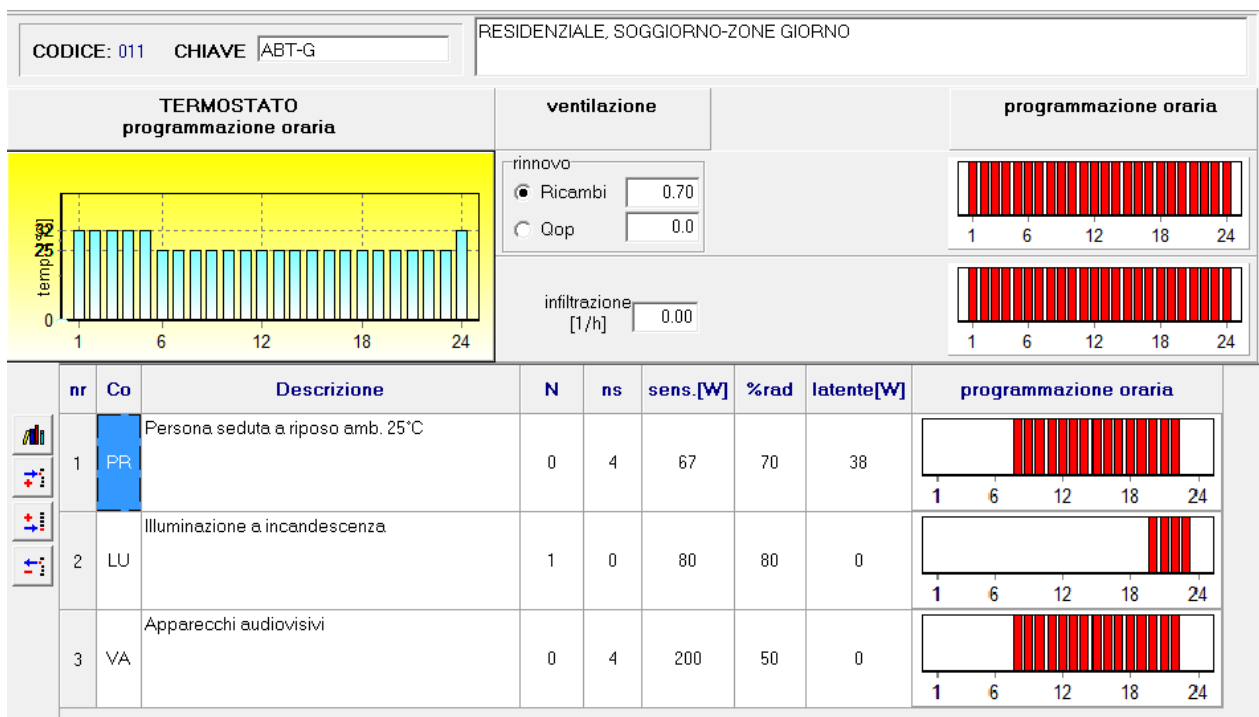 CODICE: 011 CHIAVE ABT-G
RESIDENZIALE, SOGGIORNO-ZONE GIORNO
TERMOSTATO
programmazione oraria
ventilazione
programmazione oraria
temp[°C]
32
25
0
1 6 12 18 24
rinnovo
Ricambi 0.70
Qop 0.0
1 6 12 18 24
infiltrazione 0.00
[1/h]
1 6 12 18 24
nr Co Descrizione N ns sens.[W] %rad latente[W] programmazione oraria
1 PR Persona seduta a riposo amb. 25°C 0 4 67 70 38
1 6 12 18 24
2 LU Illuminazione a incandescenza 1 0 80 80 0
1 6 12 18 24
3 VA Apparecchi audiovisivi 0 4 200 50 0
1 6 12 18 24